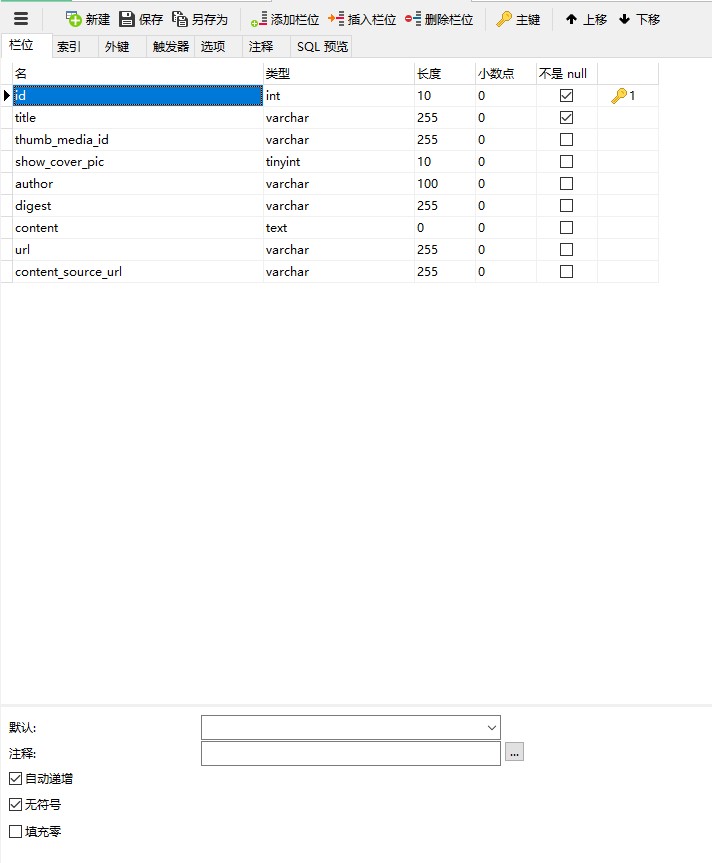 新建 保存 另存为 添加栏位 插入栏位 删除栏位 主键 上移 下移
栏位 索引 外键 触发器 选项 注释 SQL 预览
名 类型 长度 小数点 不是 null
id int 10 0 1
title varchar 255 0
thumb_media_id varchar 255 0
show_cover_pic tinyint 10 0
author varchar 100 0
digest varchar 255 0
content text 0 0
url varchar 255 0
content_source_url varchar 255 0
默认:
注释: ...
自动递增
无符号
填充零